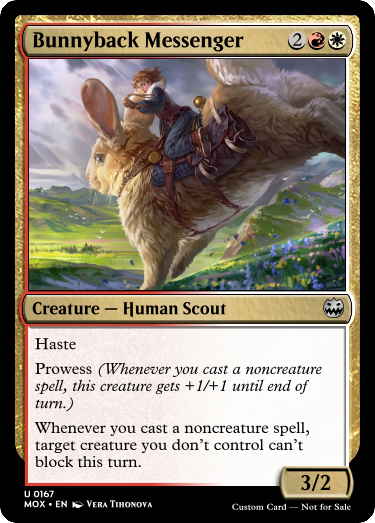 Bunnyback Messenger 2
Creature — Human Scout
Haste
Prowess (Whenever you cast a noncreature
spell, this creature gets +1/+1 until end of
turn.)
Whenever you cast a noncreature spell,
target creature you don't control can't
block this turn.
3/2
U 0167
MOX • EN Vera Tihonova
Custom Card — Not for Sale